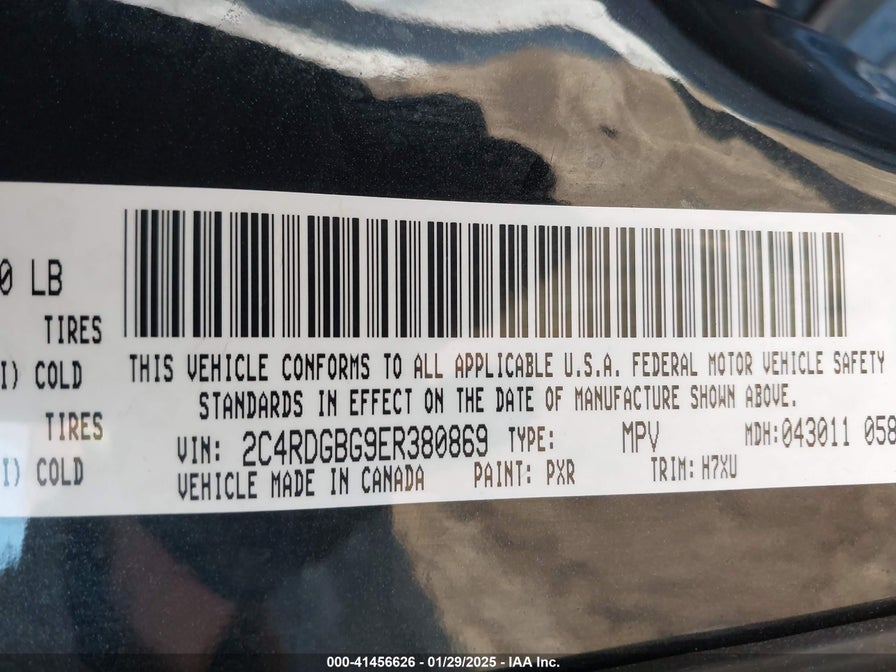 0 LB
TIRES
I) COLD
TIRES
I) COLD
THIS VEHICLE CONFORMS TO ALL APPLICABLE U.S.A. FEDERAL MOTOR VEHICLE SAFETY
STANDARDS IN EFFECT ON THE DATE OF MANUFACTURE SHOWN ABOVE.
VIN: 2C4RDGBG9ER380869 TYPE: MPV MDH:043011 058
VEHICLE MADE IN CANADA PAINT: PXR TRIM: H7XU
000-41456626 - 01/29/2025 - IAA Inc.